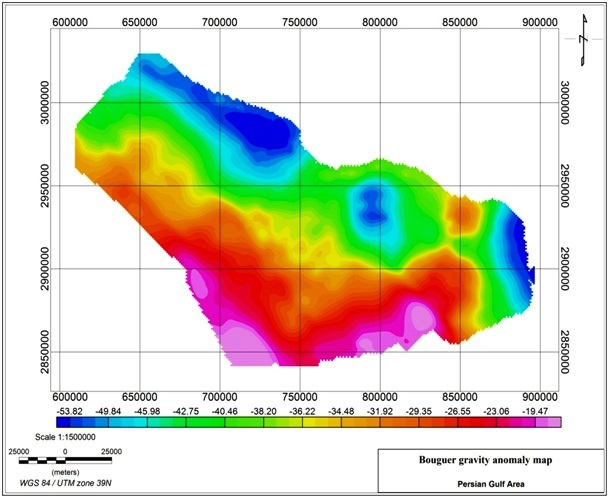 600000 650000 700000 750000 800000 850000 900000
3000000 3000000
2950000 2950000
2900000 2900000
2850000 2850000
600000 650000 700000 750000 800000 850000 900000
-53.82 -49.84 -45.98 -42.75 -40.46 -38.20 -36.22 -34.48 -31.92 -29.35 -26.55 -23.06 -19.47
Scale 1:1500000
25000 0 25000
(meters)
WGS 84 / UTM zone 39N
Bouguer gravity anomaly map
Persian Gulf Area